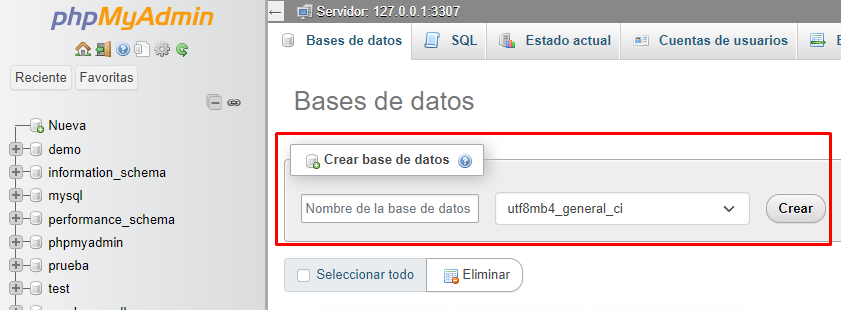 phpMyAdmin
Reciente Favoritas
Nueva
demo
information_schema
mysql
performance_schema
phpmyadmin
prueba
test
Servidor: 127.0.0.1:3307
Bases de datos SQL Estado actual Cuentas de usuarios
Bases de datos
Crear base de datos
Nombre de la base de datos utf8mb4_general_ci Crear
Seleccionar todo Eliminar